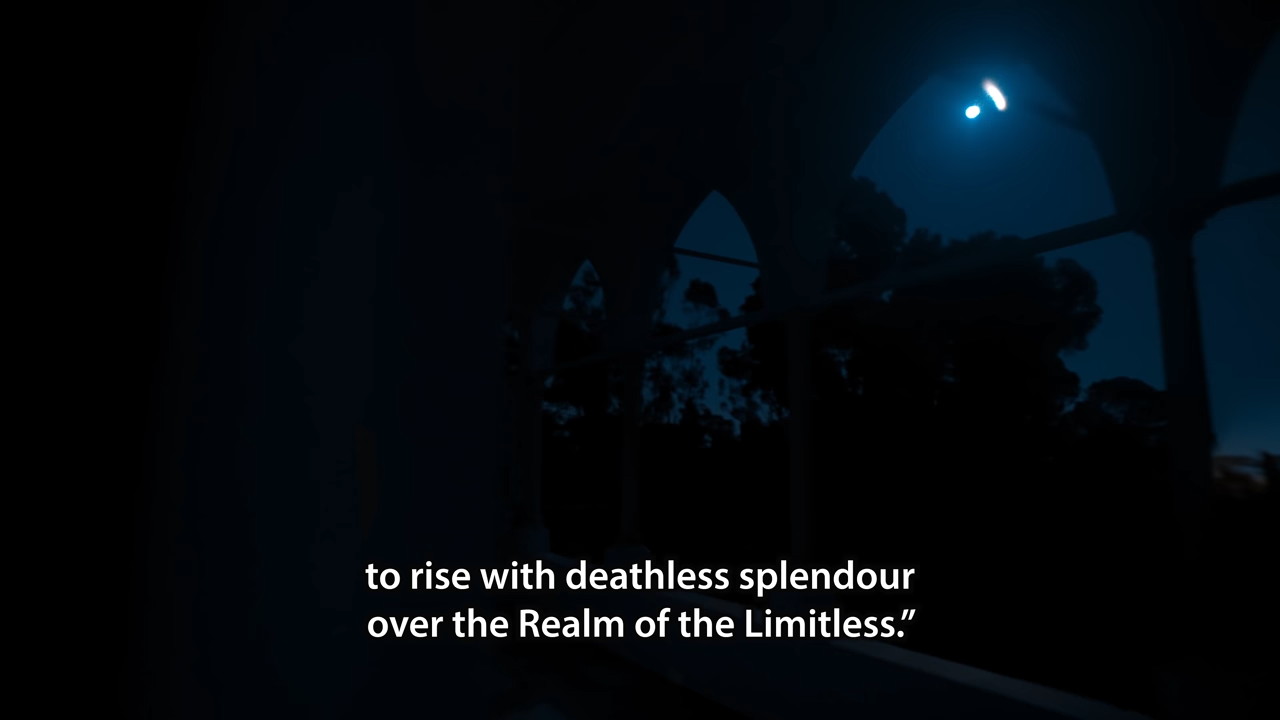 to rise with deathless splendour
over the Realm of the Limitless.”